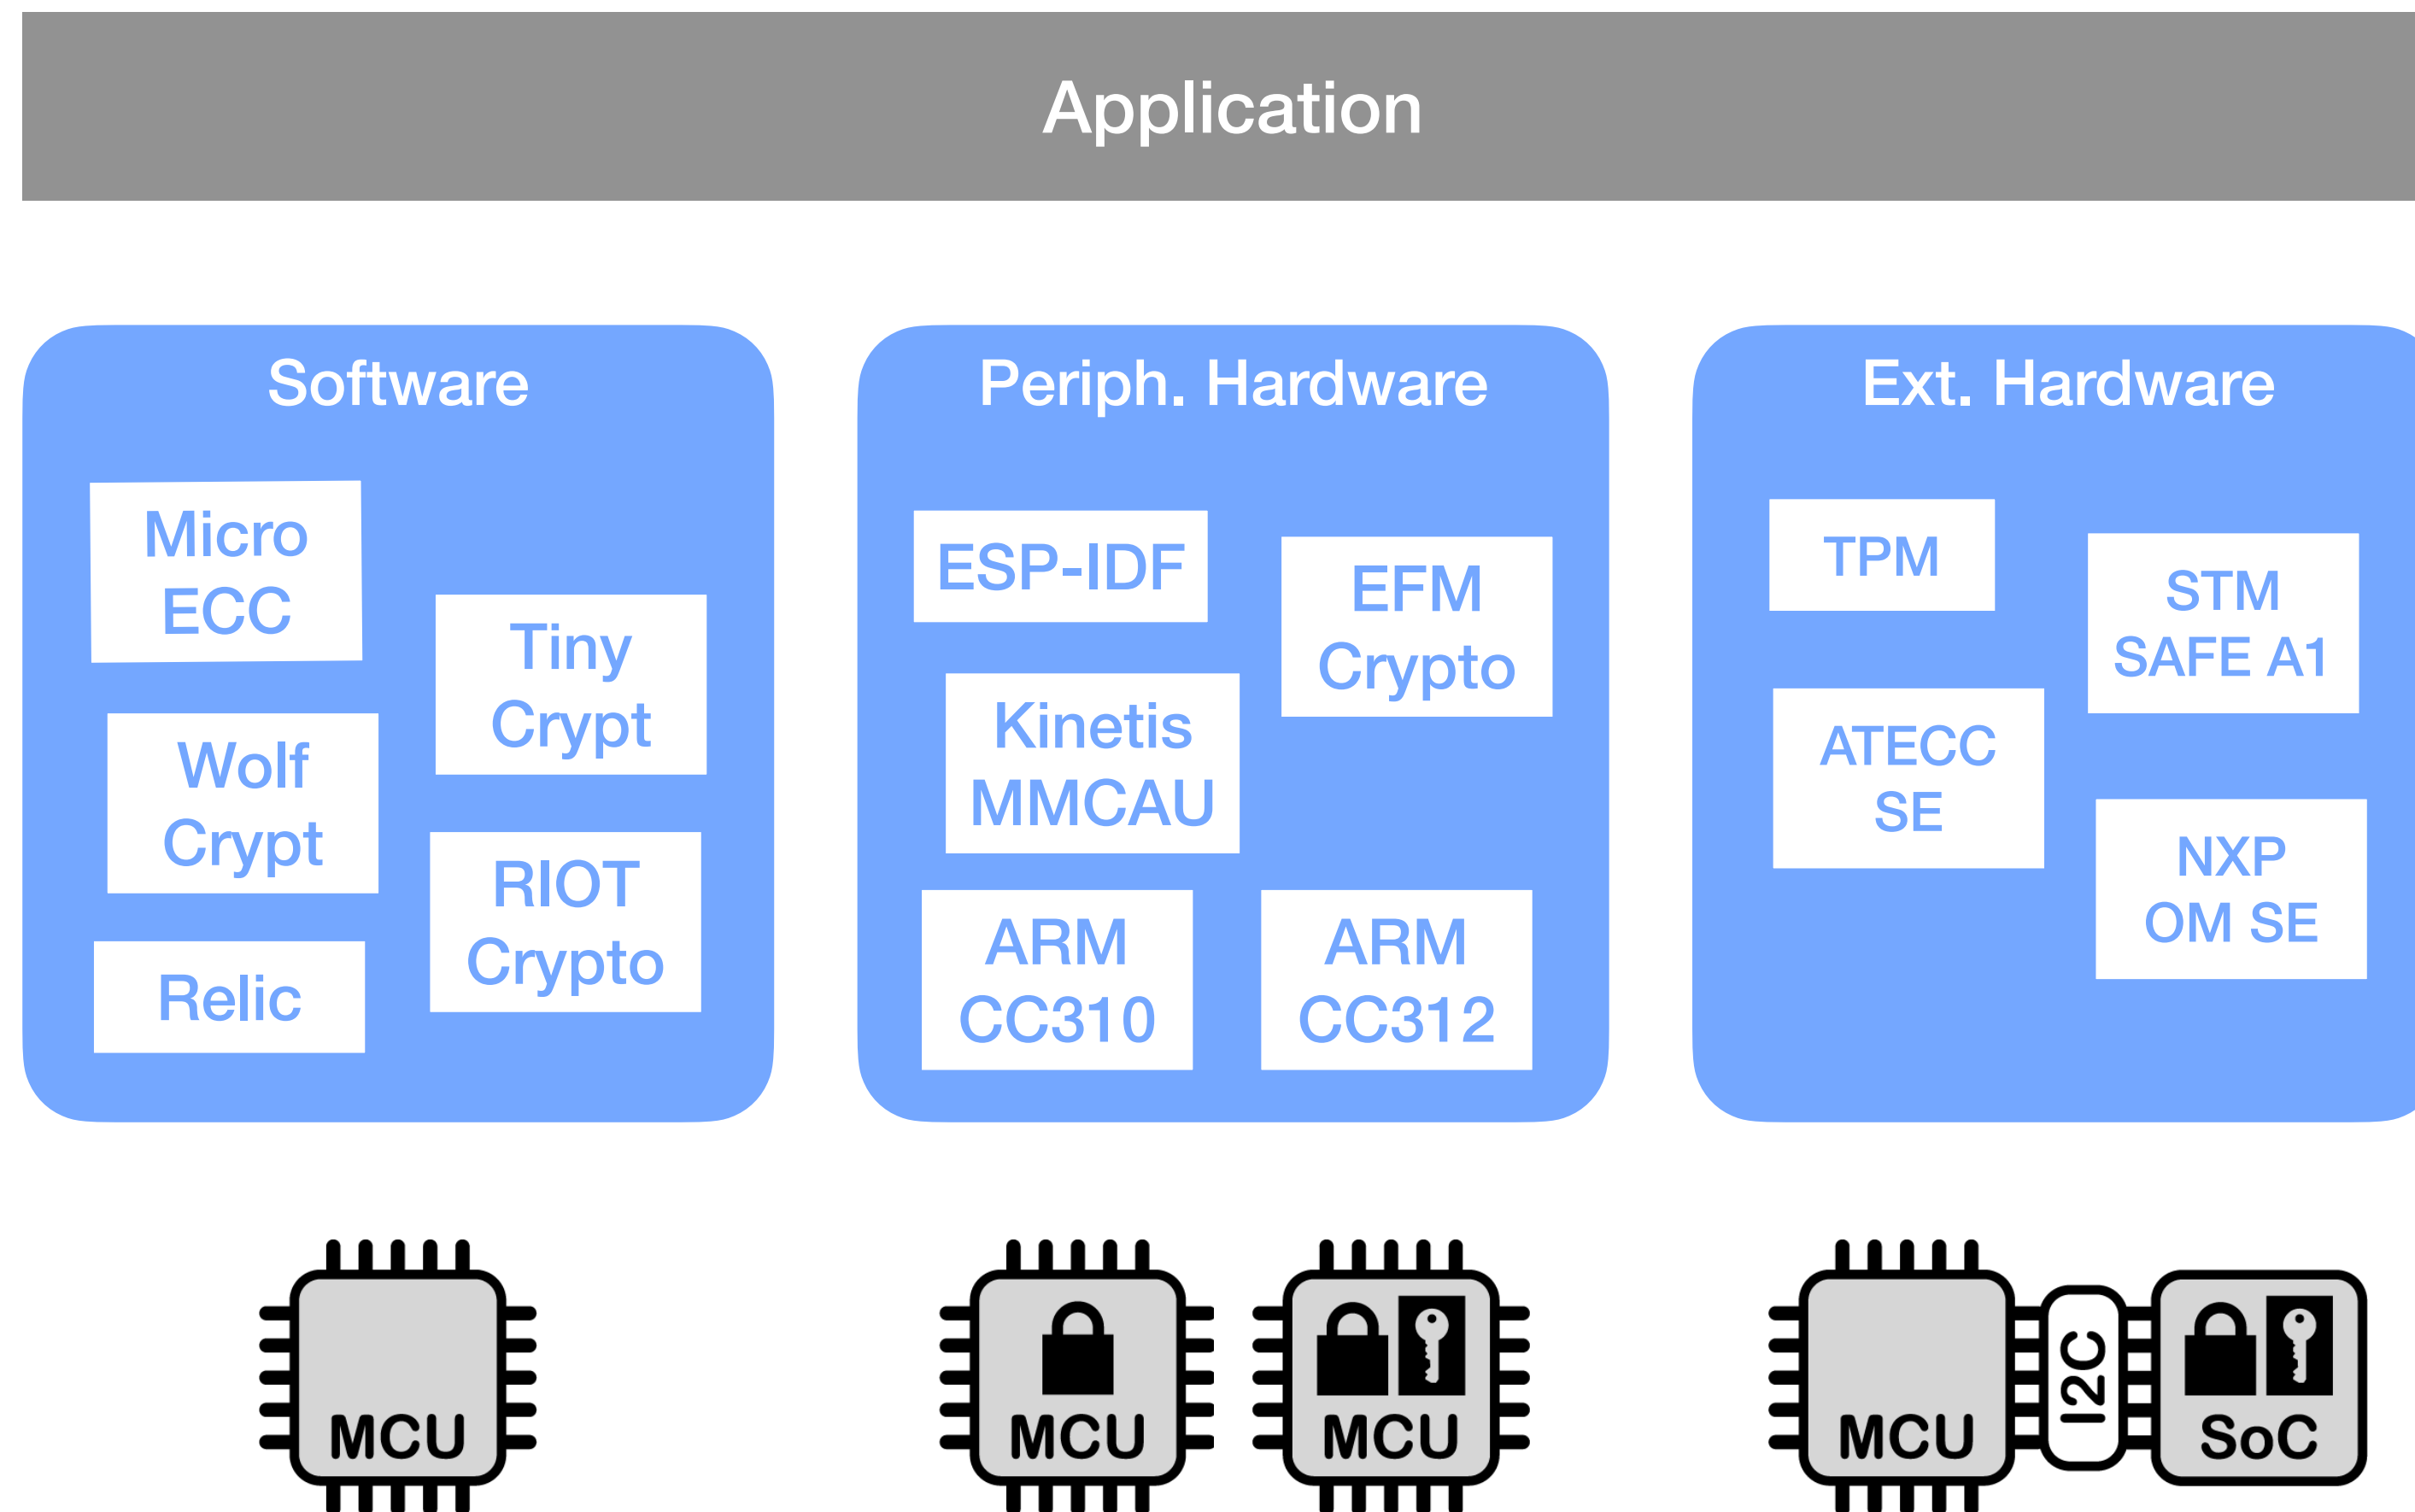 Application
Software
Micro
ECC
Tiny
Crypt
Wolf
Crypt
RIOT
Crypto
Relic
Periph. Hardware
ESP-IDF
EFM
Crypto
Kinetis
MMCAU
ARM
CC310
ARM
CC312
Ext. Hardware
TPM
STM
SAFE A1
ATECC
SE
NXP
OM SE
MCU
MCU
MCU
MCU
I2C
SoC